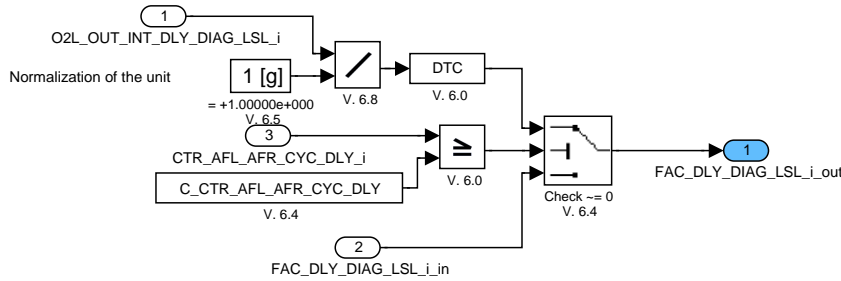 1
O2L_OUT_INT_DLY_DIAG_LSL_i
Normalization of the unit
1 [g]
= +1.00000e+000
V. 6.5
V. 6.8
DTC
V. 6.0
3
CTR_AFL_AFR_CYC_DLY_i
≥
V. 6.0
C_CTR_AFL_AFR_CYC_DLY
V. 6.4
Check ~= 0
V. 6.4
1
FAC_DLY_DIAG_LSL_i_out
2
FAC_DLY_DIAG_LSL_i_in